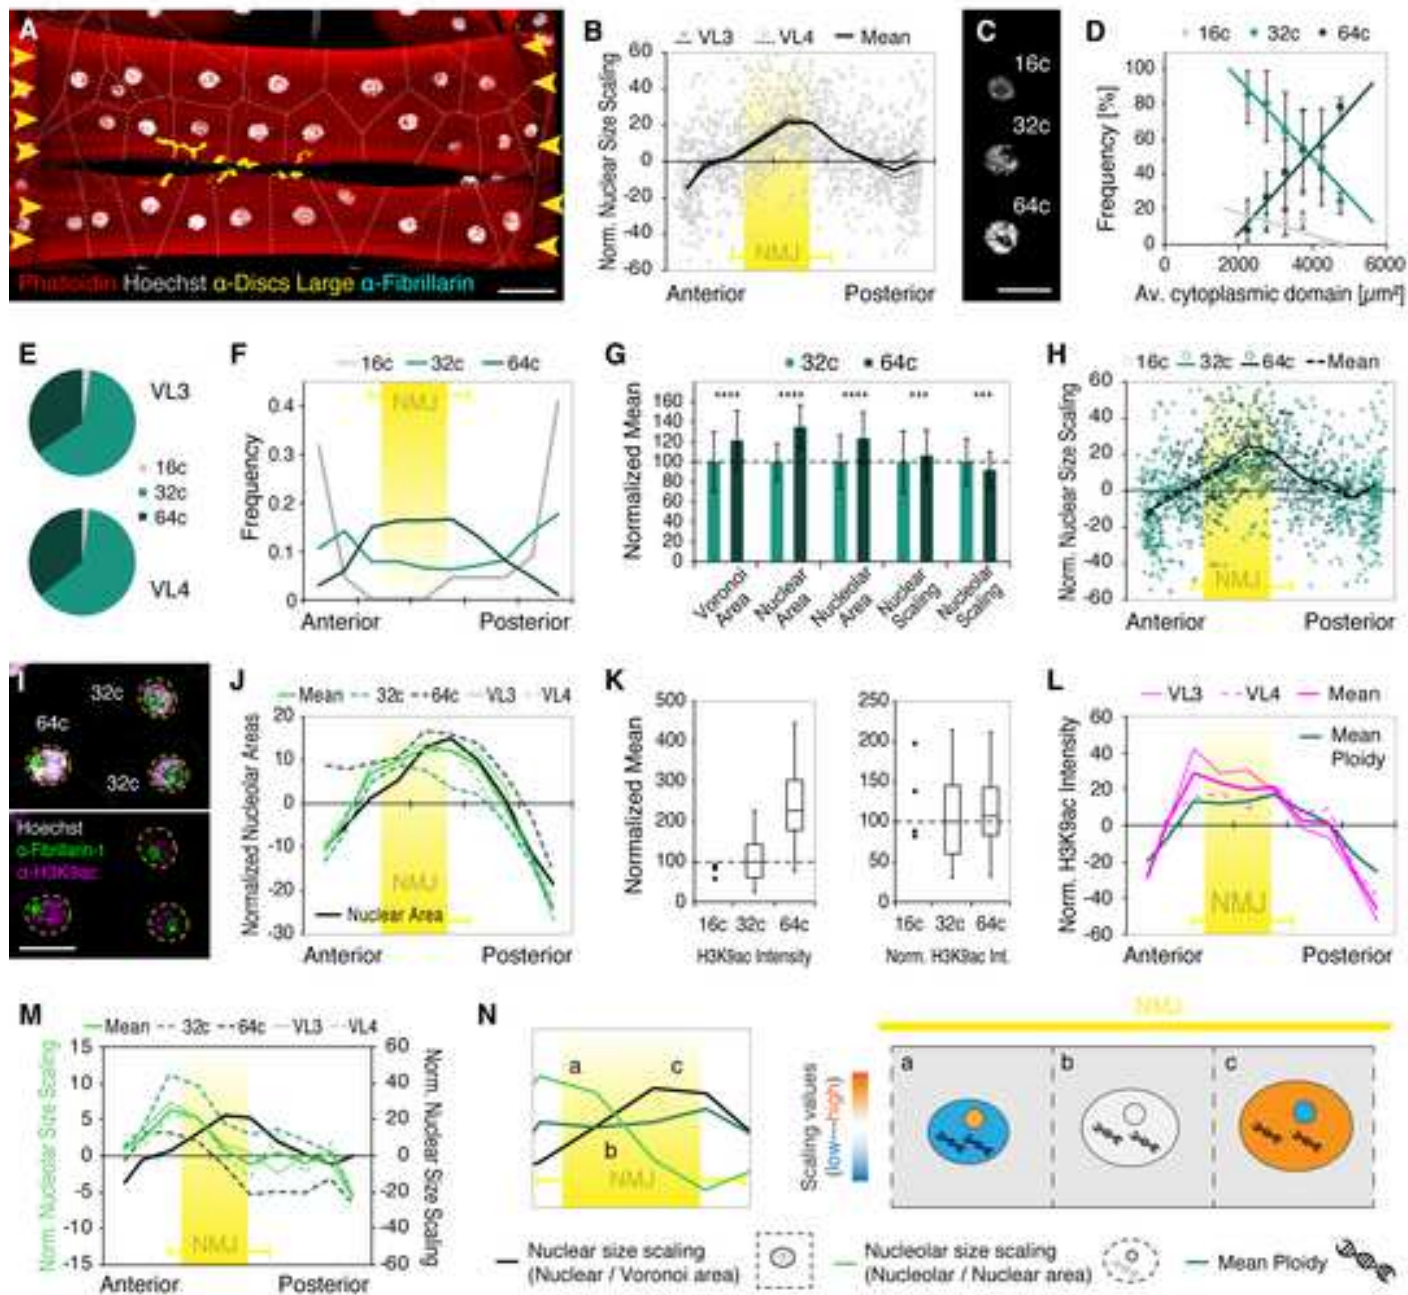 A
Phalloidin Hoechst α-Discs Large α-Fibrillarin
B
VL3 VL4 Mean
Norm. Nuclear Size Scaling
60
40
20
0
-20
-40
-60
NMJ
Anterior Posterior
C
16c
32c
64c
D
16c 32c 64c
Frequency [%]
100
80
60
40
20
0
0 2000 4000 6000
Av. cytoplasmic domain [µm²]
E
VL3
16c
32c
64c
VL4
F
16c 32c 64c
NMJ
Frequency
0.4
0.3
0.2
0.1
0
Anterior Posterior
G
32c 64c
Normalized Mean
160
140
120
100
80
60
40
20
0
**** **** **** *** ***
Voronoi Area
Nuclear Area
Nucleolar Area
Nuclear Scaling
Nucleolar Scaling
H
16c 32c 64c Mean
Norm. Nuclear Size Scaling
60
40
20
0
-20
-40
-60
NMJ
Anterior Posterior
I
32c
64c
32c
Hoechst
α-Fibrillarin-1
α-H3K9ac
J
Mean 32c 64c VL3 VL4
Normalized Nucleolar Areas
20
10
0
-10
-20
-30
NMJ
Nuclear Area
Anterior Posterior
K
Normalized Mean
500
400
300
200
100
0
16c 32c 64c
H3K9ac Intensity
250
200
150
100
50
0
16c 32c 64c
Norm. H3K9ac Int.
L
VL3 VL4 Mean
Mean
Ploidy
Norm. H3K9ac Intensity
60
40
20
0
-20
-40
-60
NMJ
Anterior Posterior
M
Mean 32c 64c VL3 VL4
Norm. Nucleolar Size Scaling
15
10
5
0
-5
-10
-15
60
40
20
0
-20
-40
-60
Norm. Nuclear Size Scaling
NMJ
Anterior Posterior
N
a
c
b
NMJ
NMJ
Scaling values
(low---high)
a
b
c
Nuclear size scaling
(Nuclear / Voronoi area)
Nucleolar size scaling
(Nucleolar / Nuclear area)
Mean Ploidy